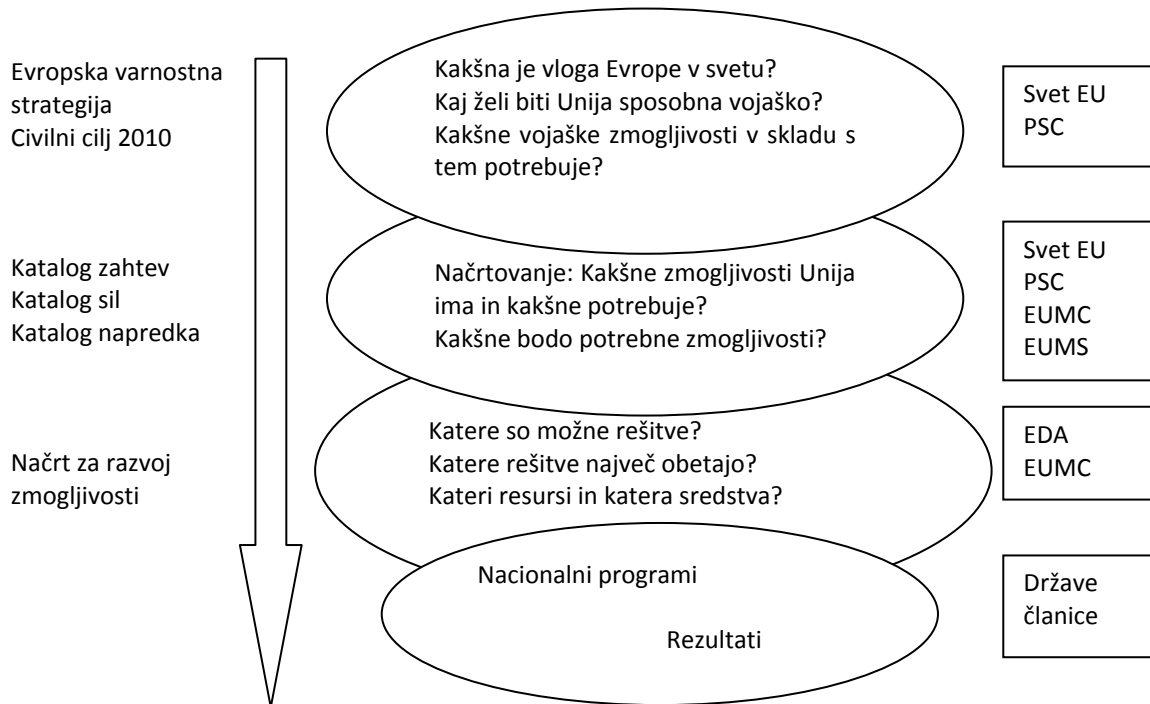 Evropska varnostna
strategija
Civilni cilj 2010
Kakšna je vloga Evrope v svetu?
Kaj želi biti Unija sposobna vojaško?
Kakšne vojaške zmogljivosti v skladu s
tem potrebuje?
Svet EU
PSC
Katalog zahtev
Katalog sil
Katalog napredka
Načrtovanje: Kakšne zmogljivosti Unija
ima in kakšne potrebuje?
Kakšne bodo potrebne zmogljivosti?
Svet EU
PSC
EUMC
EUMS
Načrt za razvoj
zmogljivosti
Katere so možne rešitve?
Katere rešitve največ obetajo?
Kateri resursi in katera sredstva?
EDA
EUMC
Nacionalni programi
Rezultati
Države
članice